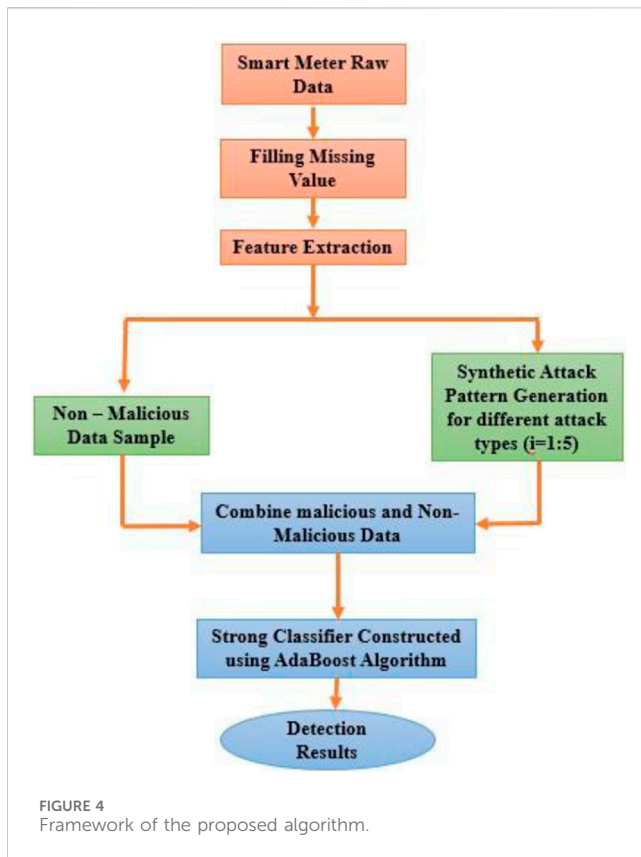 Smart Meter Raw
Data
Filling Missing
Value
Feature Extraction
Non – Malicious
Data Sample
Synthetic Attack
Pattern Generation
for different attack
types (i=1:5)
Combine malicious and Non-
Malicious Data
Strong Classifier Constructed
using AdaBoost Algorithm
Detection
Results
FIGURE 4
Framework of the proposed algorithm.